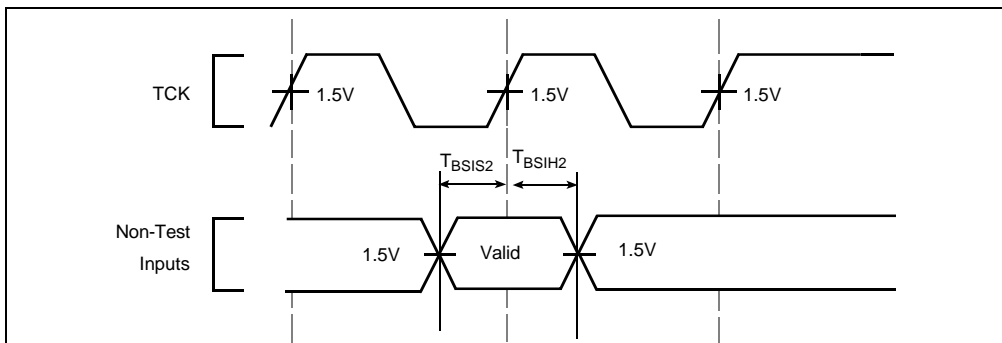 TCK
1.5V
1.5V
1.5V
TBSIS2
TBSIH2
Non-Test
Inputs
1.5V
Valid
1.5V